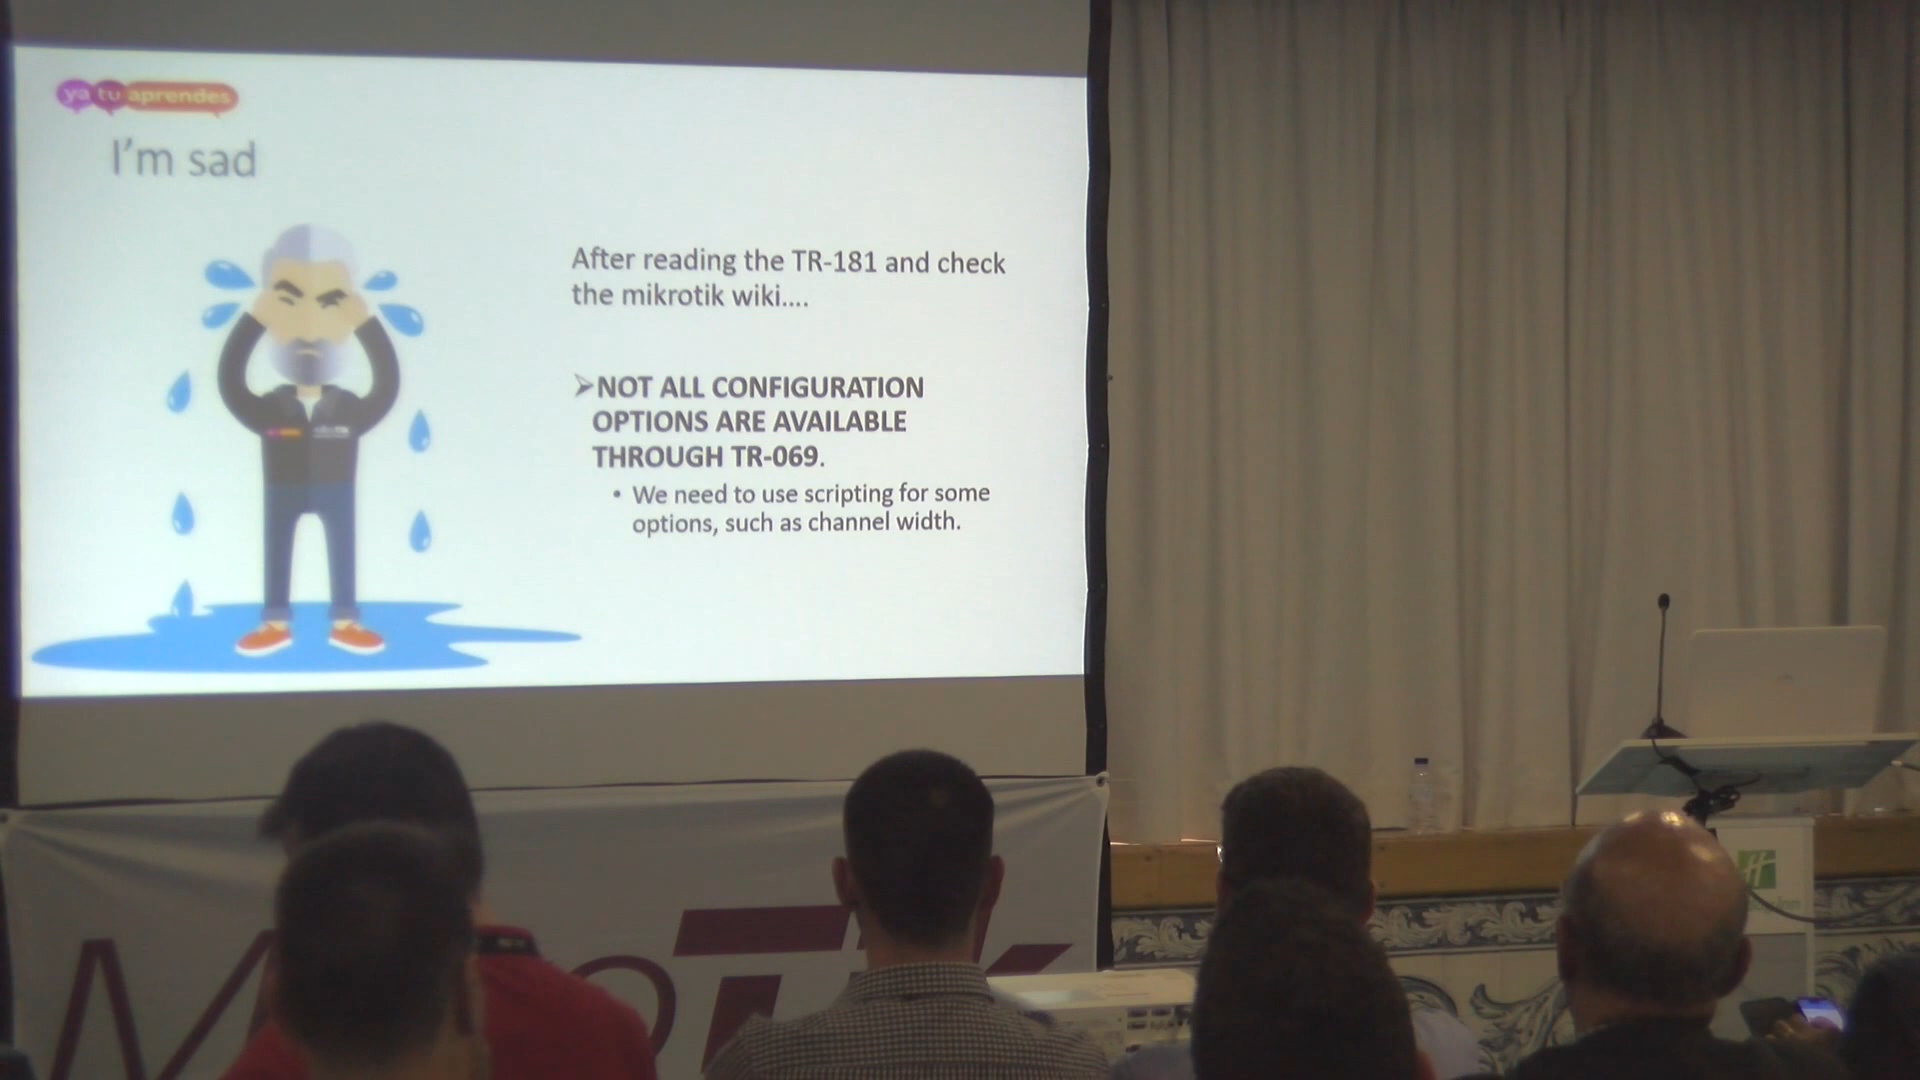 ya tu aprendes
I'm sad
After reading the TR-181 and check
the mikrotik wiki....
➢NOT ALL CONFIGURATION
OPTIONS ARE AVAILABLE
THROUGH TR-069.
• We need to use scripting for some
options, such as channel width.